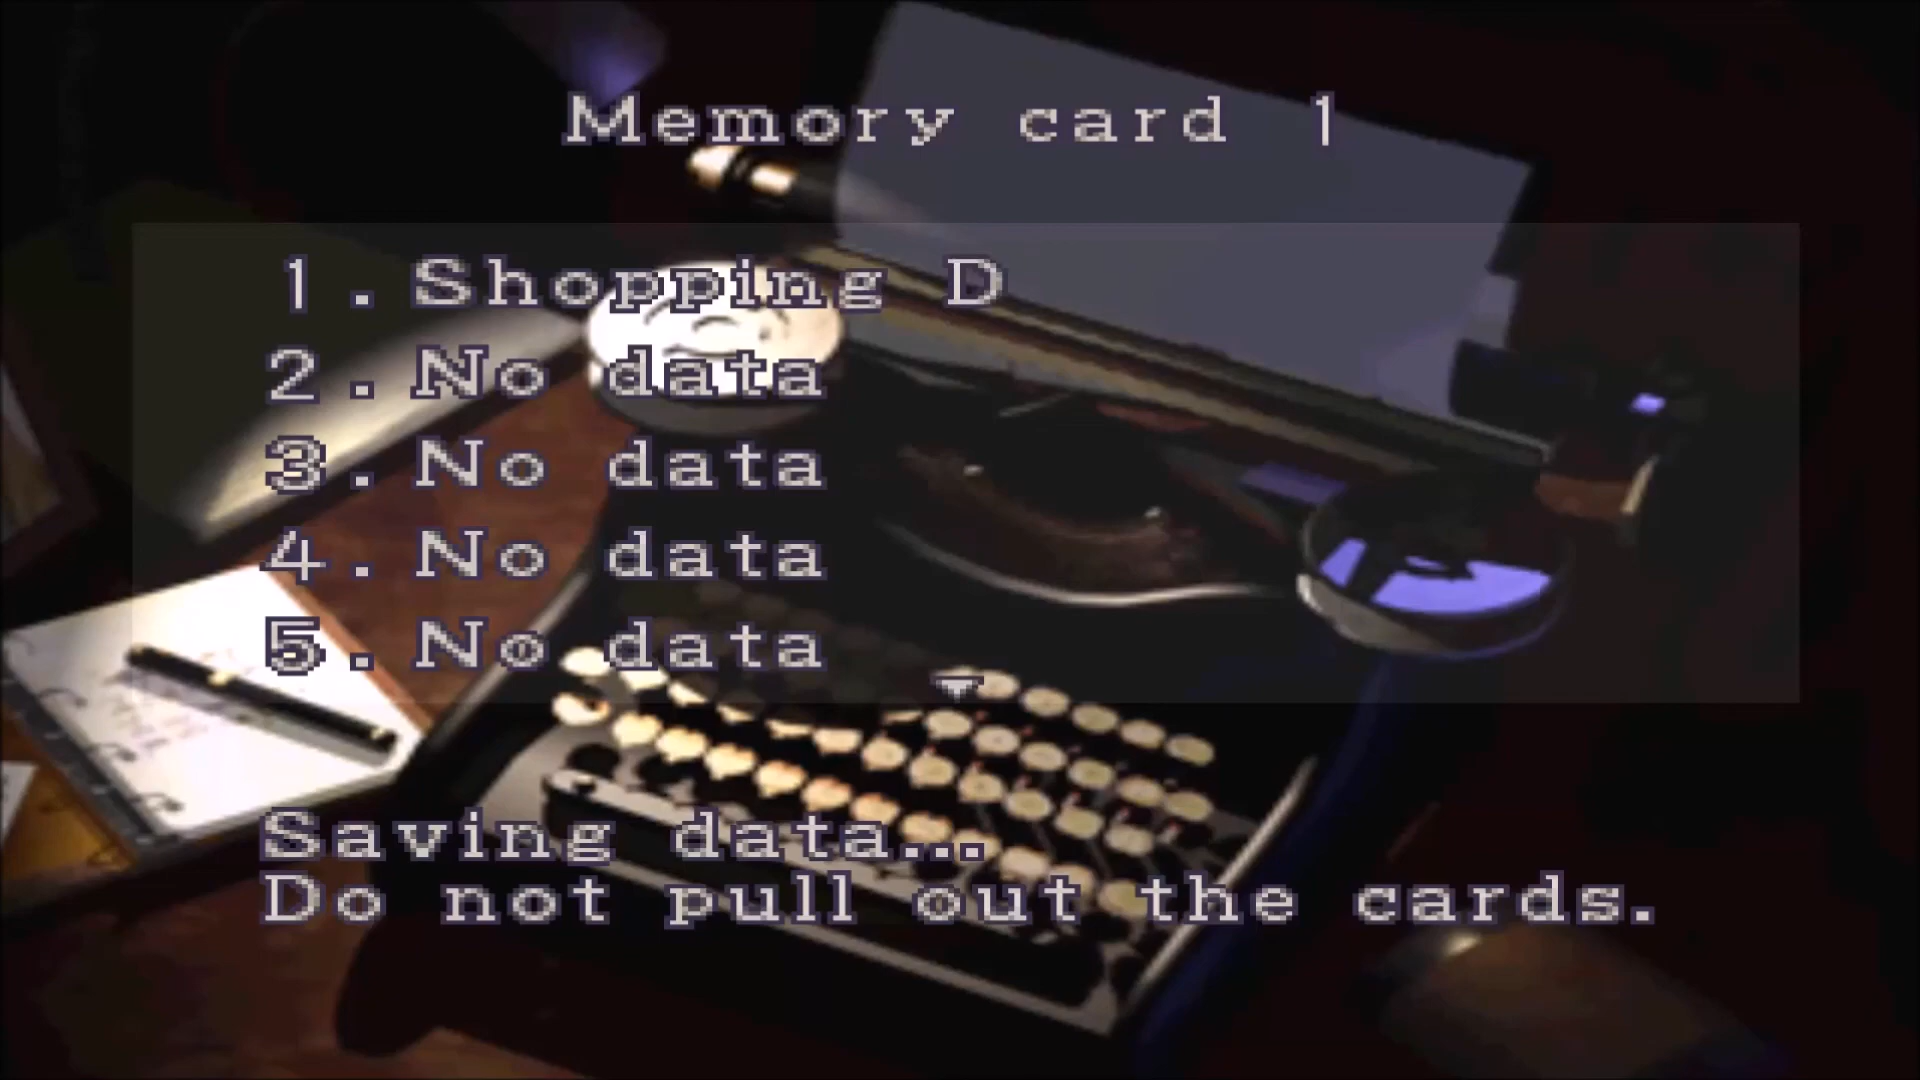 Memory card 1
1. Shopping D
2. No data
3. No data
4. No data
5. No data
Saving data...
Do not pull out the cards.